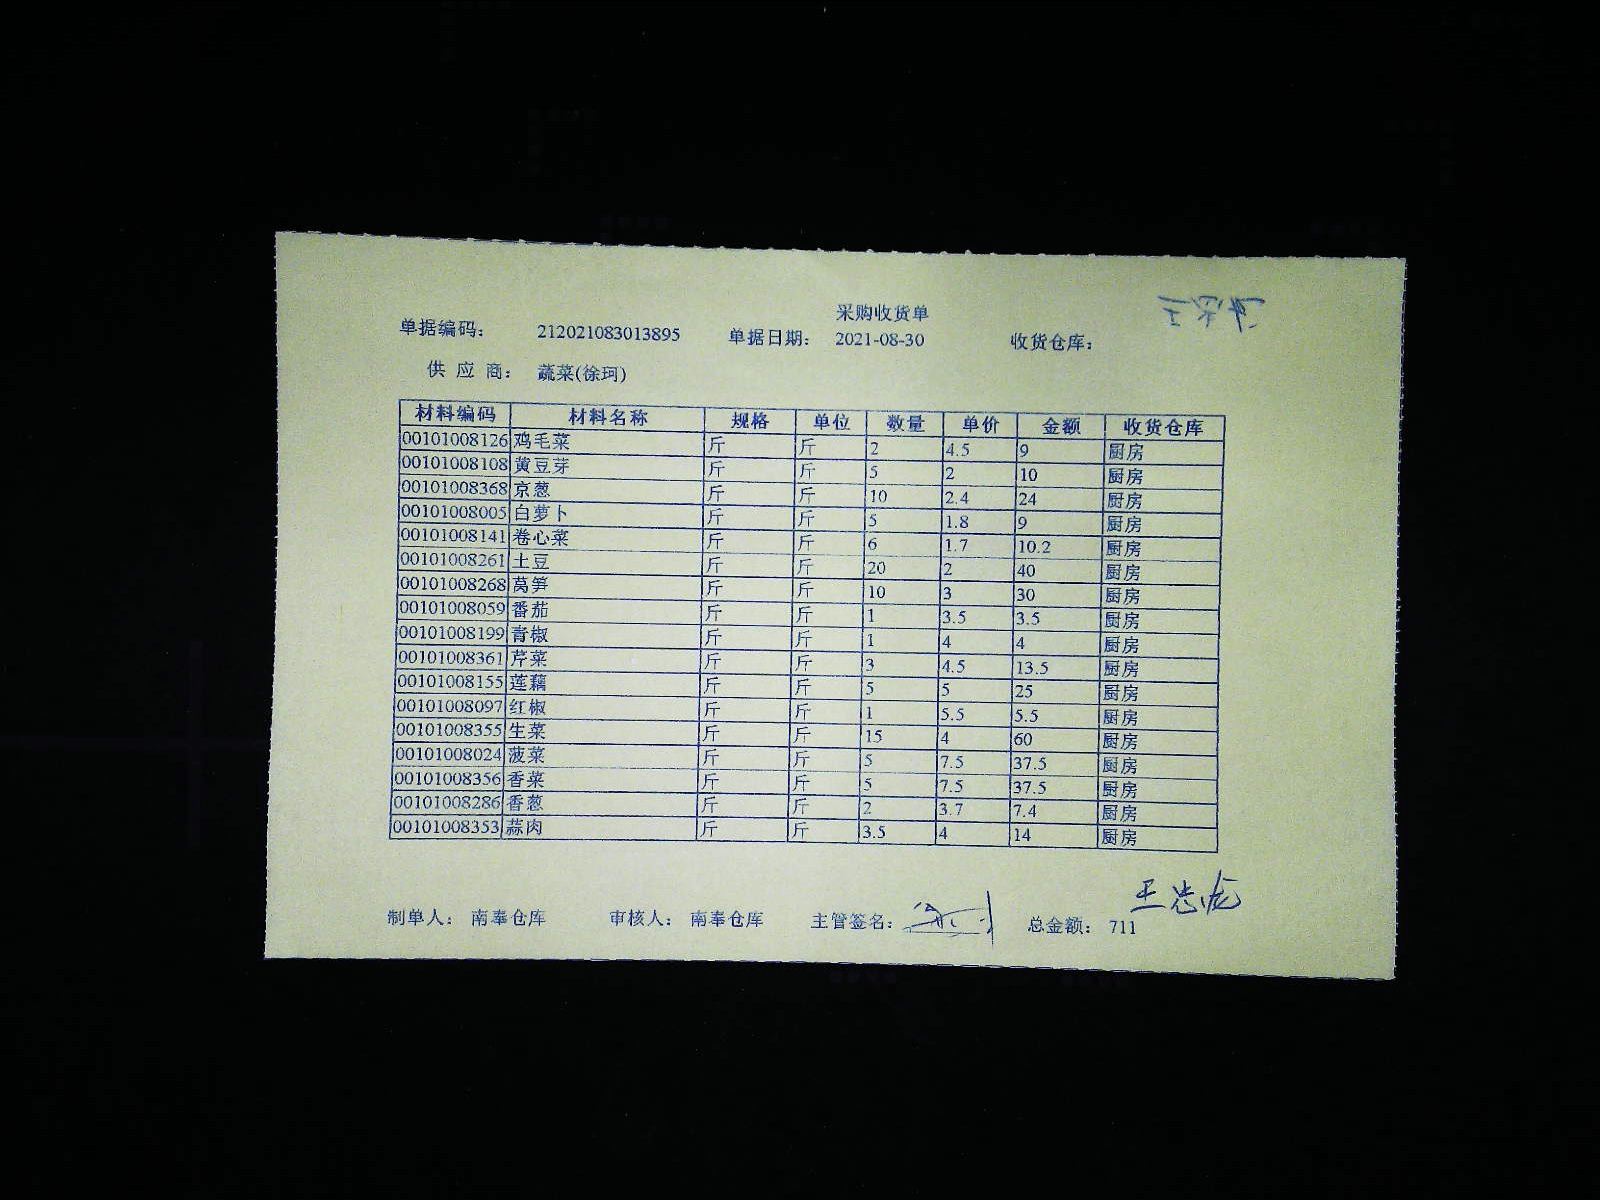 采购收货单
单据编码： 212021083013895 单据日期： 2021-08-30 收货仓库：
供 应 商： 蔬菜(徐珂)
材料编码 材料名称 规格 单位 数量 单价 金额 收货仓库
00101008126 鸡毛菜 斤 斤 2 4.5 9 厨房
00101008108 黄豆芽 斤 斤 5 2 10 厨房
00101008368 京葱 斤 斤 10 2.4 24 厨房
00101008005 白萝卜 斤 斤 5 1.8 9 厨房
00101008141 卷心菜 斤 斤 6 1.7 10.2 厨房
00101008261 土豆 斤 斤 20 2 40 厨房
00101008268 莴笋 斤 斤 10 3 30 厨房
00101008059 番茄 斤 斤 1 3.5 3.5 厨房
00101008199 青椒 斤 斤 1 4 4 厨房
00101008361 芹菜 斤 斤 3 4.5 13.5 厨房
00101008155 莲藕 斤 斤 5 5 25 厨房
00101008097 红椒 斤 斤 1 5.5 5.5 厨房
00101008355 生菜 斤 斤 15 4 60 厨房
00101008024 菠菜 斤 斤 5 7.5 37.5 厨房
00101008356 香菜 斤 斤 5 7.5 37.5 厨房
00101008286 香葱 斤 斤 2 3.7 7.4 厨房
00101008353 蒜肉 斤 斤 3.5 4 14 厨房
王忠龙
制单人： 南奉仓库 审核人： 南奉仓库 主管签名： 总金额： 711